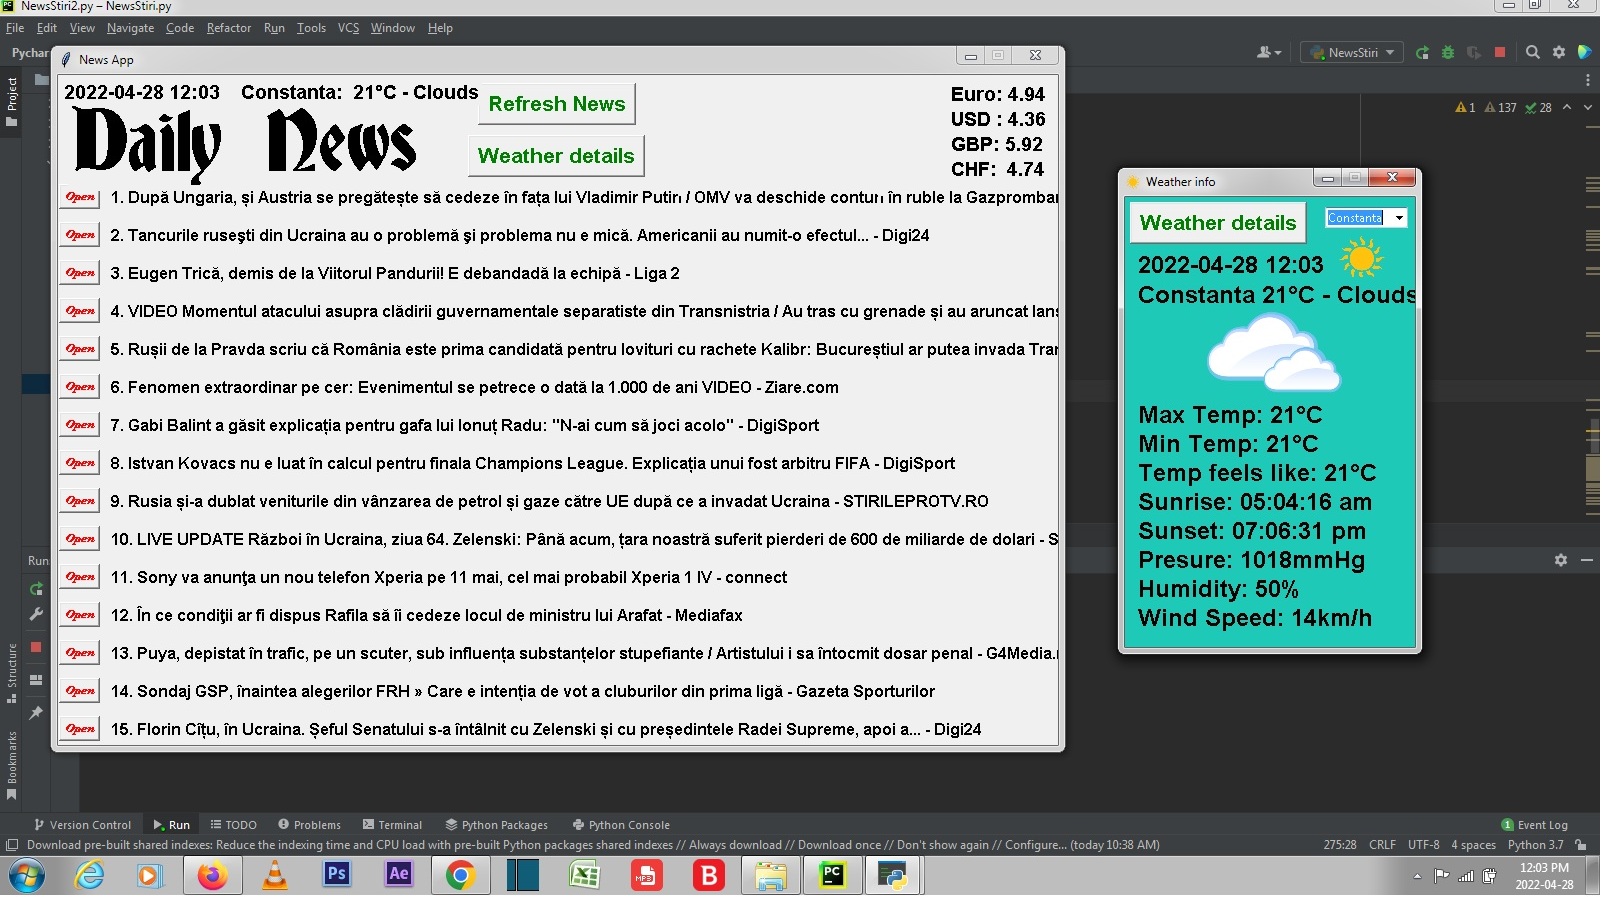 NewsStiri2.py – NewsStiri.py
File Edit View Navigate Code Refactor Run Tools VCS Window Help
NewsStiri
Project
1 137 28
News App
2022-04-28 12:03 Constanta: 21°C - Clouds
Refresh News
Daily News
Weather details
Euro: 4.94
USD : 4.36
GBP: 5.92
CHF: 4.74
Open 1. După Ungaria, și Austria se pregătește să cedeze în fața lui Vladimir Putin / OMV va deschide conturi în ruble la Gazpromban
Open 2. Tancurile ruseşti din Ucraina au o problemă şi problema nu e mică. Americanii au numit-o efectul... - Digi24
Open 3. Eugen Trică, demis de la Viitorul Pandurii! E debandadă la echipă - Liga 2
Open 4. VIDEO Momentul atacului asupra clădirii guvernamentale separatiste din Transnistria / Au tras cu grenade și au aruncat lans
Open 5. Rușii de la Pravda scriu că România este prima candidată pentru lovituri cu rachete Kalibr: Bucureștiul ar putea invada Tran
Open 6. Fenomen extraordinar pe cer: Evenimentul se petrece o dată la 1.000 de ani VIDEO - Ziare.com
Open 7. Gabi Balint a găsit explicația pentru gafa lui Ionuț Radu: "N-ai cum să joci acolo" - DigiSport
Open 8. Istvan Kovacs nu e luat în calcul pentru finala Champions League. Explicația unui fost arbitru FIFA - DigiSport
Open 9. Rusia și-a dublat veniturile din vânzarea de petrol și gaze către UE după ce a invadat Ucraina - STIRILEPROTV.RO
Open 10. LIVE UPDATE Război în Ucraina, ziua 64. Zelenski: Până acum, țara noastră suferit pierderi de 600 de miliarde de dolari - S
Open 11. Sony va anunţa un nou telefon Xperia pe 11 mai, cel mai probabil Xperia 1 IV - connect
Open 12. În ce condiţii ar fi dispus Rafila să îi cedeze locul de ministru lui Arafat - Mediafax
Open 13. Puya, depistat în trafic, pe un scuter, sub influența substanțelor stupefiante / Artistului i sa întocmit dosar penal - G4Media.r
Open 14. Sondaj GSP, înaintea alegerilor FRH » Care e intenția de vot a cluburilor din prima ligă - Gazeta Sporturilor
Open 15. Florin Cîțu, în Ucraina. Șeful Senatului s-a întâlnit cu Zelenski și cu președintele Radei Supreme, apoi a... - Digi24
Weather info
Weather details
Constanta
2022-04-28 12:03
Constanta 21°C - Clouds
Max Temp: 21°C
Min Temp: 21°C
Temp feels like: 21°C
Sunrise: 05:04:16 am
Sunset: 07:06:31 pm
Presure: 1018mmHg
Humidity: 50%
Wind Speed: 14km/h
Run
Structure
Bookmarks
Version Control Run TODO Problems Terminal Python Packages Python Console
1 Event Log
Download pre-built shared indexes: Reduce the indexing time and CPU load with pre-built Python packages shared indexes // Always download // Download once // Don't show again // Configure... (today 10:38 AM)
275:28 CRLF UTF-8 4 spaces Python 3.7
Ps Ae MP3 B PC
12:03 PM
2022-04-28